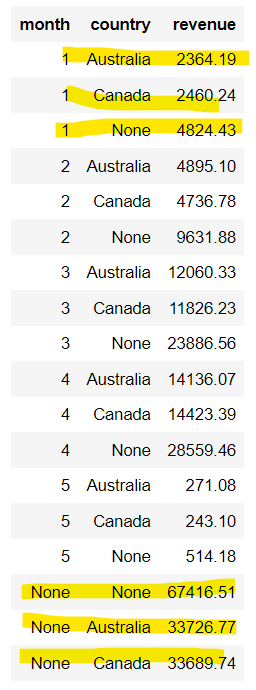 month country revenue
1 Australia 2364.19
1 Canada 2460.24
1 None 4824.43
2 Australia 4895.10
2 Canada 4736.78
2 None 9631.88
3 Australia 12060.33
3 Canada 11826.23
3 None 23886.56
4 Australia 14136.07
4 Canada 14423.39
4 None 28559.46
5 Australia 271.08
5 Canada 243.10
5 None 514.18
None None 67416.51
None Australia 33726.77
None Canada 33689.74